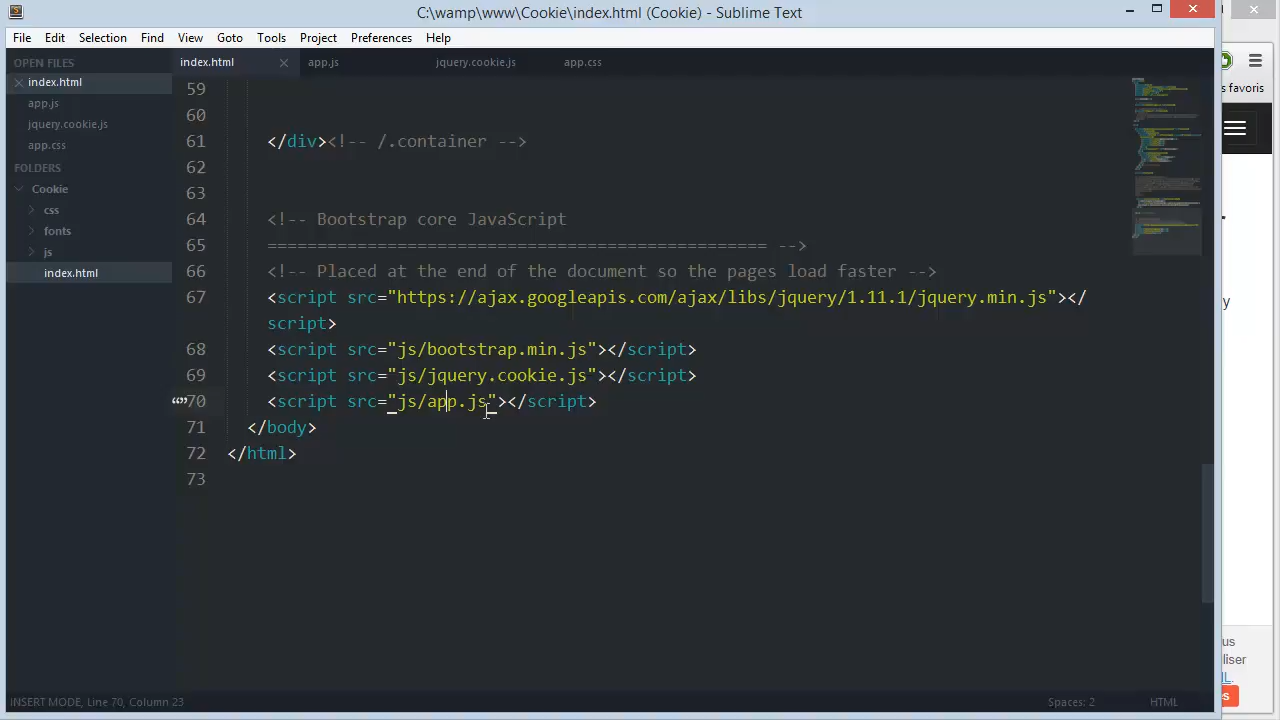 C:\wamp\www\Cookie\index.html (Cookie) - Sublime Text
File Edit Selection Find View Goto Tools Project Preferences Help
OPEN FILES
index.html
app.js
jquery.cookie.js
app.css
FOLDERS
Cookie
css
fonts
js
index.html
index.html app.js jquery.cookie.js app.css
59
60
61 </div><!-- /.container -->
62
63
64 <!-- Bootstrap core JavaScript
65 ================================================== -->
66 <!-- Placed at the end of the document so the pages load faster -->
67 <script src="https://ajax.googleapis.com/ajax/libs/jquery/1.11.1/jquery.min.js"></
script>
68 <script src="js/bootstrap.min.js"></script>
69 <script src="js/jquery.cookie.js"></script>
70 <script src="js/app.js"></script>
71 </body>
72 </html>
73
INSERT MODE, Line 70, Column 23
Spaces: 2
HTML
s favoris
y
us
liser
L.
s